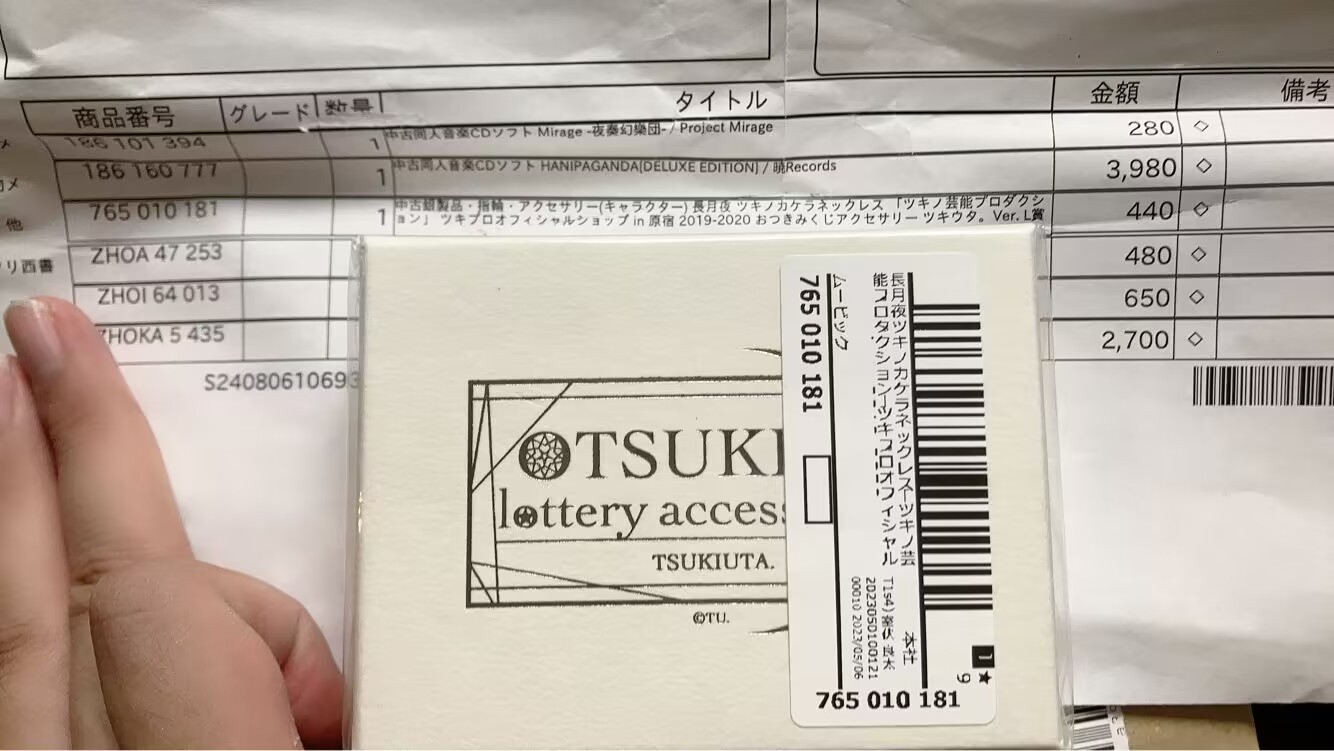 商品番号 グレード 数量 タイトル 金額 備考
186 101 394 1 中古同人音楽CDソフト Mirage -夜奏幻樂団- / Project Mirage 280 ◇
186 160 777 1 中古同人音楽CDソフト HANIPAGANDA[DELUXE EDITION] / 暁Records 3,980 ◇
他 765 010 181 1 中古銀製品・指輪・アクセサリー(キャラクター) 長月夜 ツキノカケラネックレス 「ツキノ芸能プロダクシ 440 ◇
ョン」 ツキプロオフィシャルショップ in 原宿 2019-2020 おつきみくじアクセサリー ツキウタ。Ver. L賞
リ西書 ZHOA 47 253 480 ◇
ZHOI 64 013 650 ◇
ZHOKA 5 435 2,700 ◇
S2408061069
OTSUKI
lottery access
TSUKIUTA.
©TU.
長月夜ツキノカケラネックレス「ツキノ芸
能プロダクション」ツキプロオフィシャル
ムービック
765 010 181
本社
2023050100121
00010 2023/05/06
1★
9
765 010 181